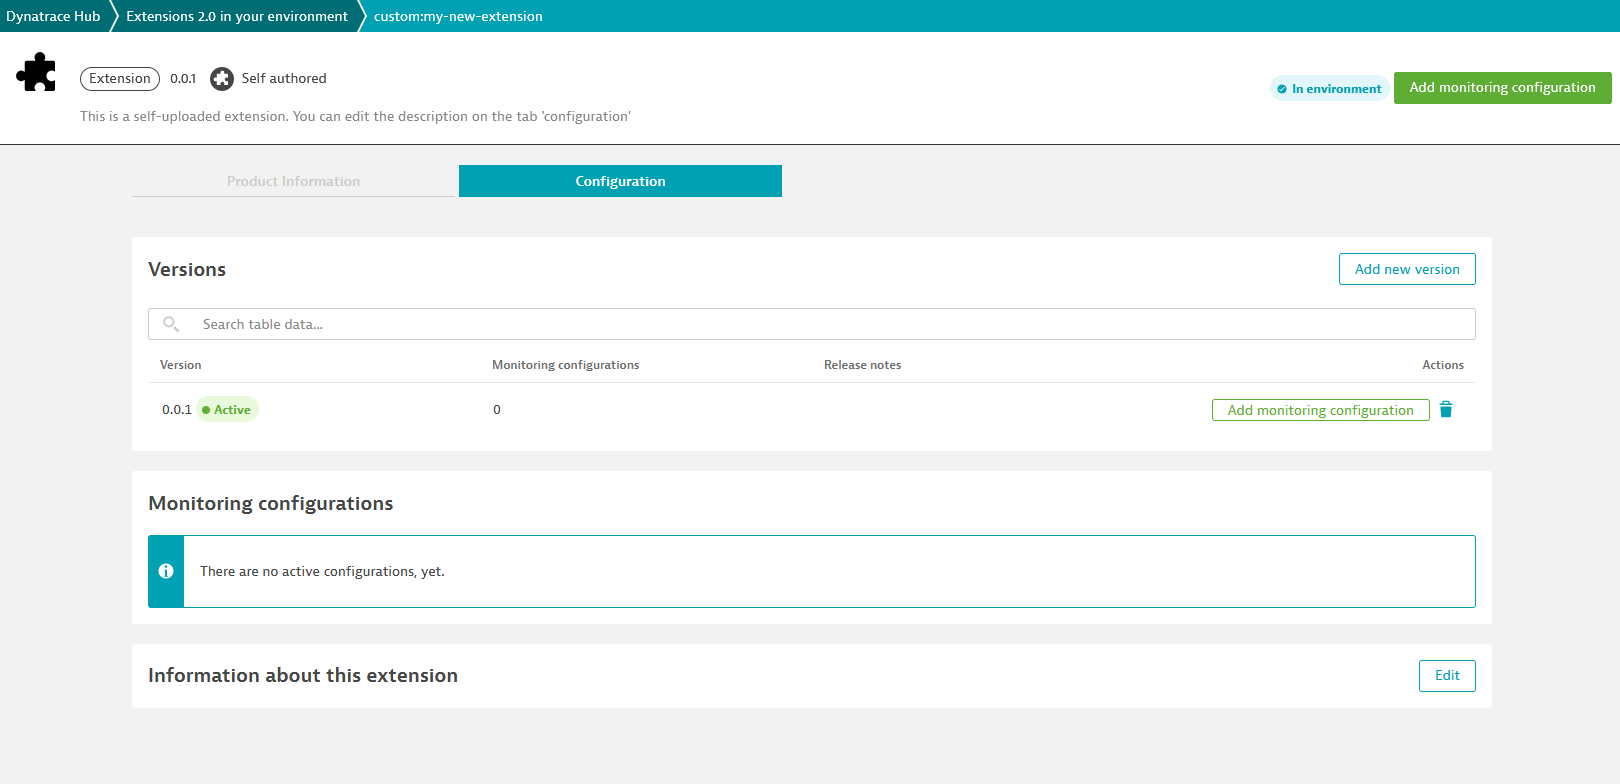 Dynatrace Hub Extensions 2.0 in your environment custom:my-new-extension
Extension 0.0.1 Self authored
In environment Add monitoring configuration
This is a self-uploaded extension. You can edit the description on the tab 'configuration'
Product Information Configuration
Versions Add new version
Search table data...
Version Monitoring configurations Release notes Actions
0.0.1 Active 0 Add monitoring configuration
Monitoring configurations
There are no active configurations, yet.
Information about this extension Edit